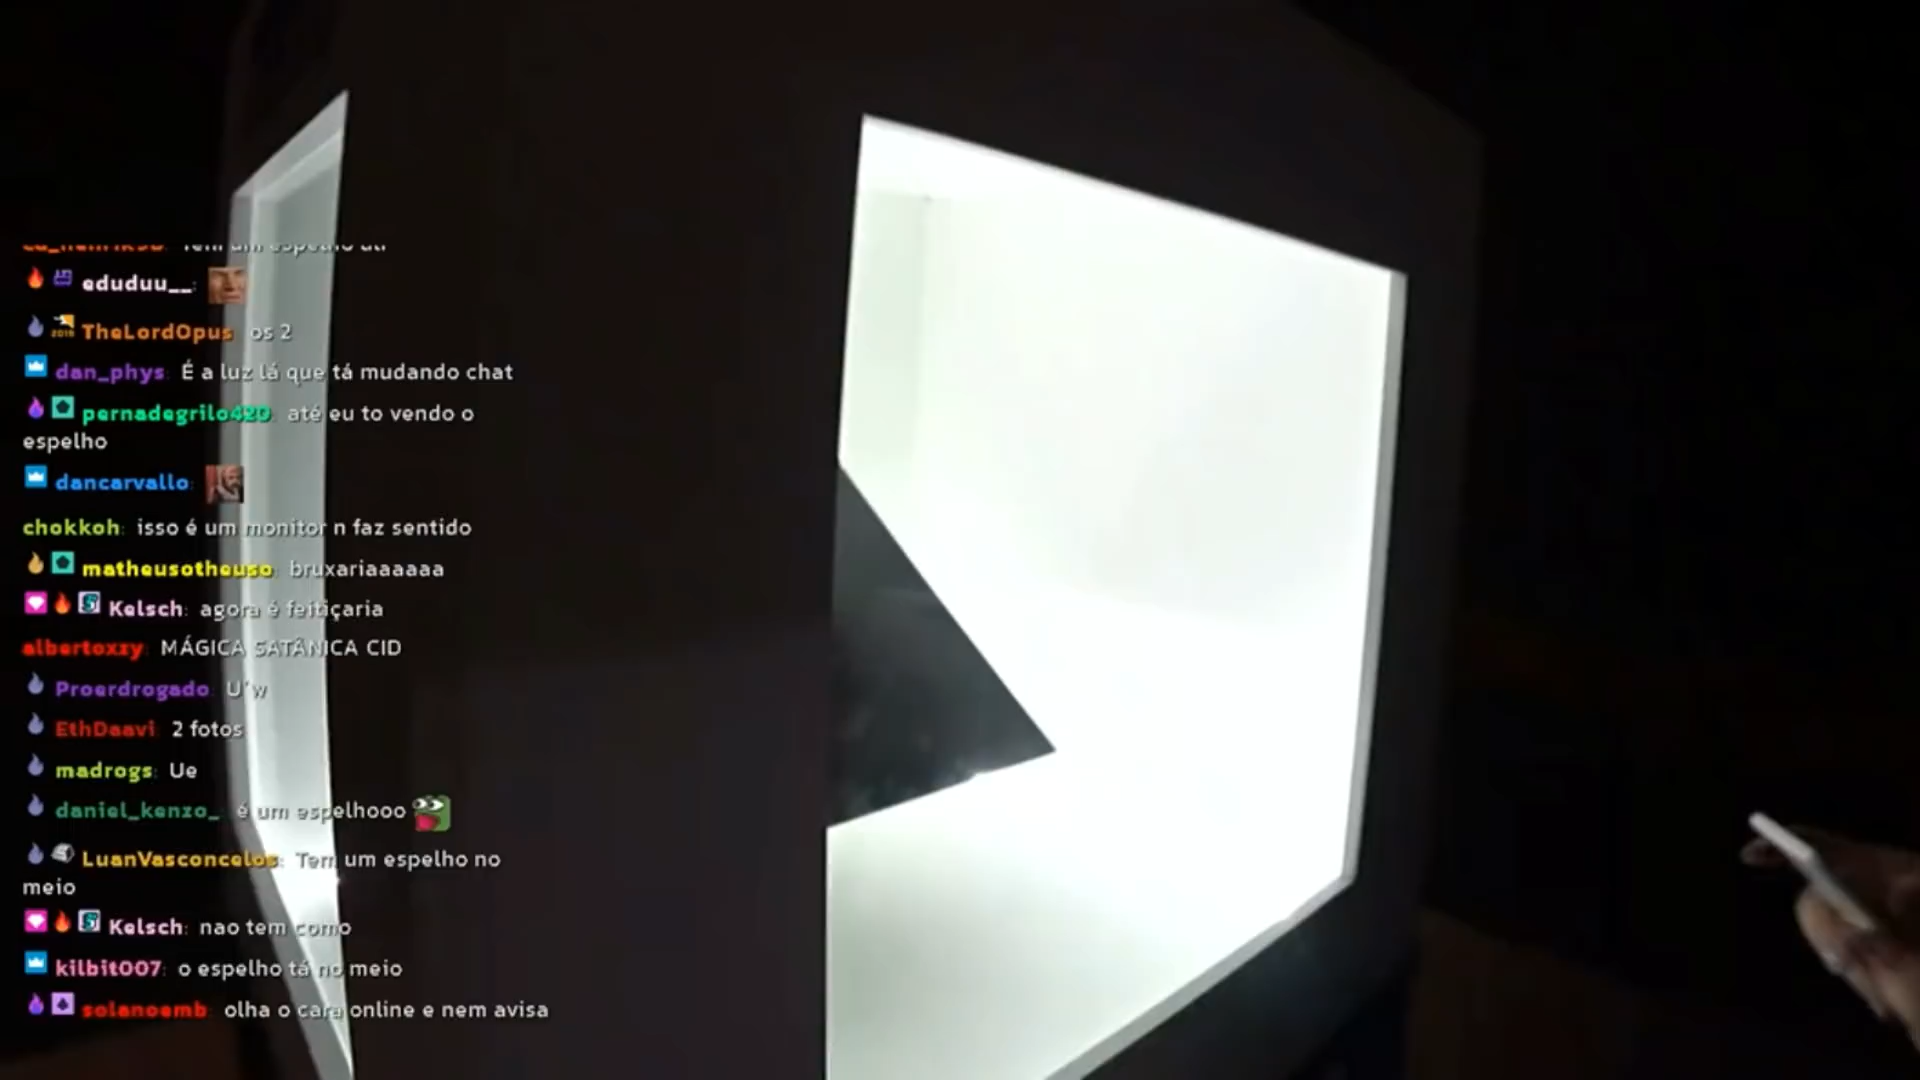 eduduu__:
TheLordOpus: os 2
dan_phys: É a luz lá que tá mudando chat
pernadegrilo420: até eu to vendo o
espelho
dancarvallo:
chokkoh: isso é um monitor n faz sentido
matheusotheuso: bruxariaaaaaa
Kelsch: agora é feitiçaria
albertoxzy: MÁGICA SATÂNICA CID
Proerdrogado: U´w
EthDaavi: 2 fotos
madrogs: Ue
daniel_kenzo_: é um espelhooo
LuanVasconcelos: Tem um espelho no
meio
Kelsch: nao tem como
kilbit007: o espelho tá no meio
solanoemb: olha o cara online e nem avisa